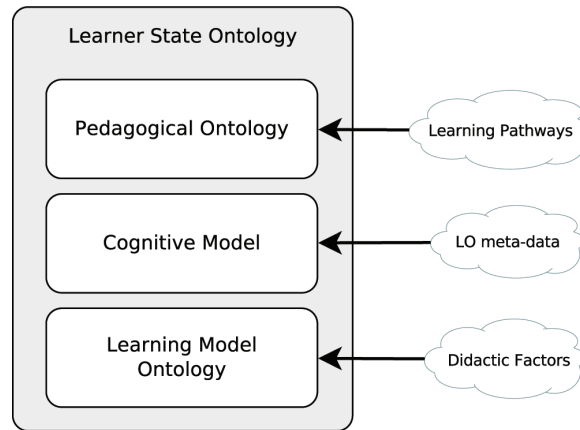 Learner State Ontology
Pedagogical Ontology
Learning Pathways
Cognitive Model
LO meta-data
Learning Model
Ontology
Didactic Factors